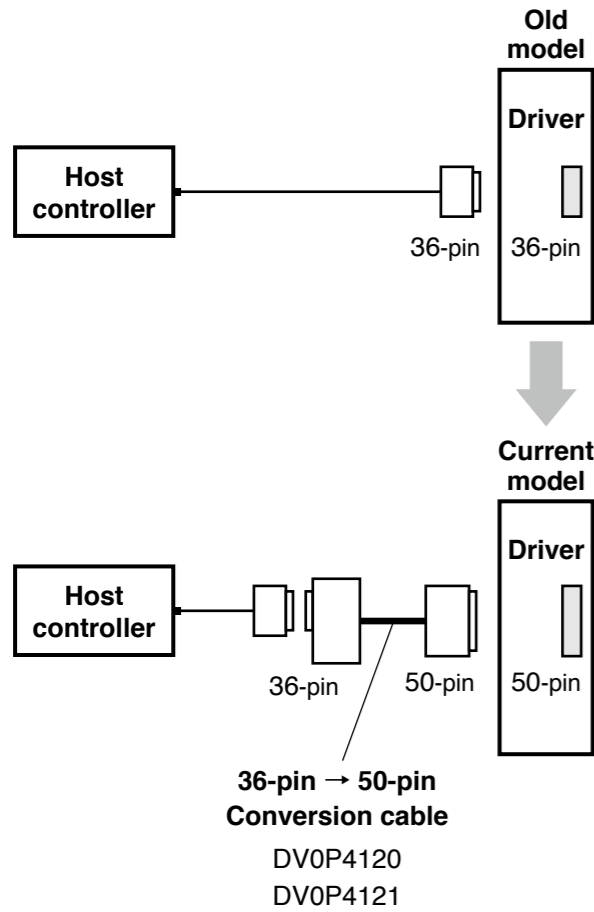 Old
model
Driver
Host
controller
36-pin
36-pin
Current
model
Driver
Host
controller
36-pin
50-pin
50-pin
36-pin → 50-pin
Conversion cable
DV0P4120
DV0P4121